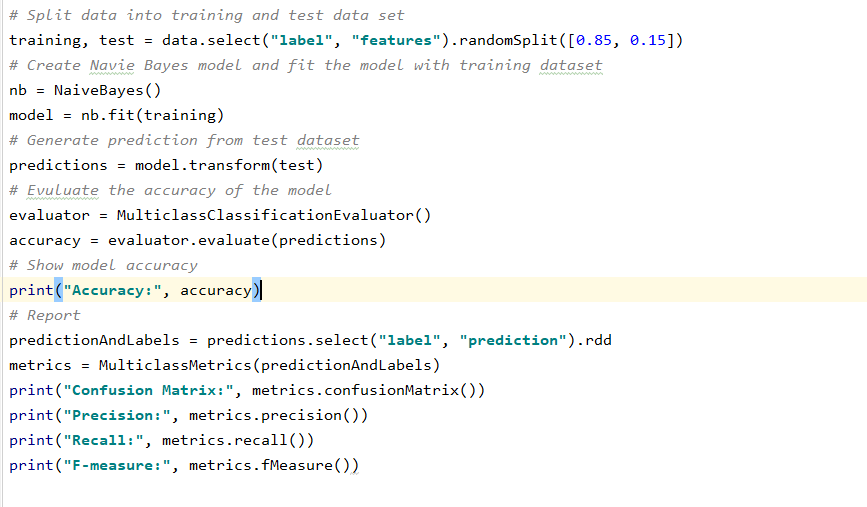 # Split data into training and test data set
training, test = data.select("label", "features").randomSplit([0.85, 0.15])
# Create Navie Bayes model and fit the model with training dataset
nb = NaiveBayes()
model = nb.fit(training)
# Generate prediction from test dataset
predictions = model.transform(test)
# Evuluate the accuracy of the model
evaluator = MulticlassClassificationEvaluator()
accuracy = evaluator.evaluate(predictions)
# Show model accuracy
print("Accuracy:", accuracy)
# Report
predictionAndLabels = predictions.select("label", "prediction").rdd
metrics = MulticlassMetrics(predictionAndLabels)
print("Confusion Matrix:", metrics.confusionMatrix())
print("Precision:", metrics.precision())
print("Recall:", metrics.recall())
print("F-measure:", metrics.fMeasure())